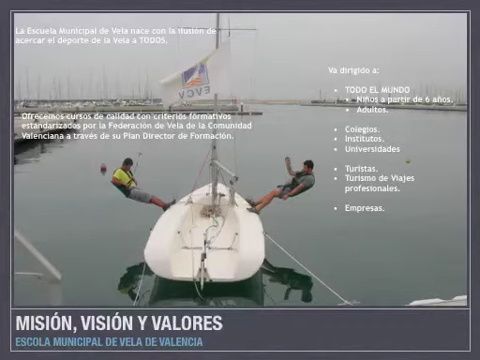 La Escuela Municipal de Vela nace con la ilusión de
acercar el deporte de la Vela a TODOS.
EVCV
Ofrecemos cursos de calidad con criterios formativos
estandarizados por la Federación de Vela de la Comunidad
Valenciana a través de su Plan Director de Formación.
Va dirigido a:
• TODO EL MUNDO
• Niños a partir de 6 años.
• Adultos.
• Colegios.
• Institutos.
• Universidades
• Turistas.
• Turismo de Viajes
profesionales.
• Empresas.
MISIÓN, VISIÓN Y VALORES
ESCOLA MUNICIPAL DE VELA DE VALENCIA